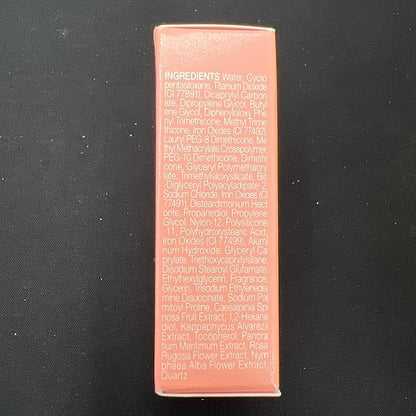 INGREDIENTS Water, Cyclo
pentasiloxane, Titanium Dioxide
(CI 77891), Dicaprylyl Carbon
ate, Dipropylene Glycol, Butyl
ene Glycol, Diphenylsiloxy Phe
nyl Trimethicone, Methyl Trime
thicone, Iron Oxides (CI 77492),
Lauryl PEG-8 Dimethicone, Me
thyl Methacrylate Crosspolymer,
PEG-10 Dimethicone, Dimethi
cone, Glyceryl Polymethacry
late, Trimethylsiloxysilicate, Bis
-Diglyceryl Polyacyladipate-2,
Sodium Chloride, Iron Oxides (CI
77491), Disteardimonium Hect
orite, Propanediol, Propylene
Glycol, Nylon-12, Polysilicone
-11, Polyhydroxystearic Acid,
Iron Oxides (CI 77499), Alumi
num Hydroxide, Glyceryl Ca
prylate, Triethoxycaprylylsilane,
Disodium Stearoyl Glutamate,
Ethylhexylglycerin, Fragrance
Glycerin, Trisodium Ethylenedia
mine Disuccinate, Sodium Pal
mitoyl Proline, Caesalpinia Spi
nosa Fruit Extract, 1,2-Hexane
diol, Kappaphycus Alvarezii
Extract, Tocopherol, Pancra
tium Maritimum Extract, Rosa
Rugosa Flower Extract, Nym
phaea Alba Flower Extract,
Quartz